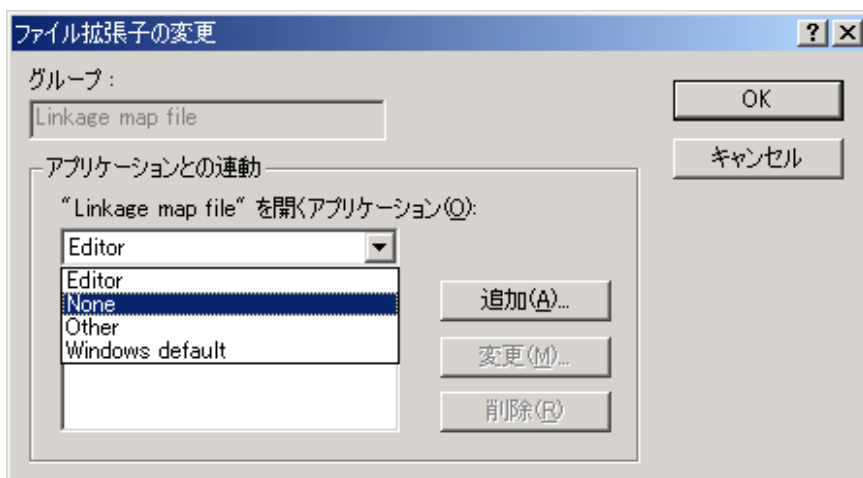 ファイル拡張子の変更
グループ：
Linkage map file
OK
キャンセル
アプリケーションとの連動
"Linkage map file" を開くアプリケーション(O):
Editor
Editor
None
Other
Windows default
追加(A)...
変更(M)...
削除(R)